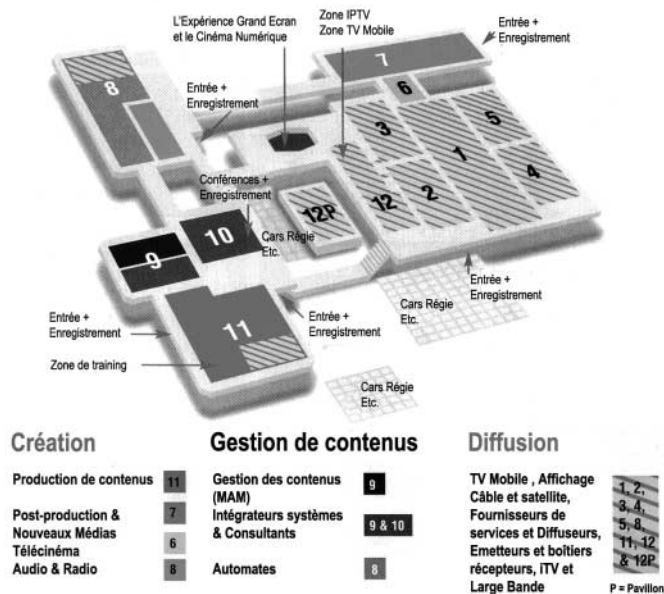 L'Expérience Grand Ecran
et le Cinéma Numérique
Zone IPTV
Zone TV Mobile
Entrée +
Enregistrement
7
8
6
Entrée +
Enregistrement
3
5
1
4
2
12
Conférences +
Enregistrement
12P
10
Cars Régie
Etc.
9
Entrée +
Enregistrement
Cars Régie
Etc.
Entrée +
Enregistrement
Entrée +
Enregistrement
11
Zone de training
Cars Régie
Etc.
Création
Production de contenus 11
Post-production & 7
Nouveaux Médias
Télécinéma 6
Audio & Radio 8
Gestion de contenus
Gestion des contenus 9
(MAM)
Intégrateurs systèmes 9 & 10
& Consultants
Automates 8
Diffusion
TV Mobile , Affichage
Câble et satellite,
Fournisseurs de
services et Diffuseurs,
Emetteurs et boîtiers
récepteurs, iTV et
Large Bande
1, 2,
3, 4,
5, 8,
11, 12
& 12P
P = Pavillon